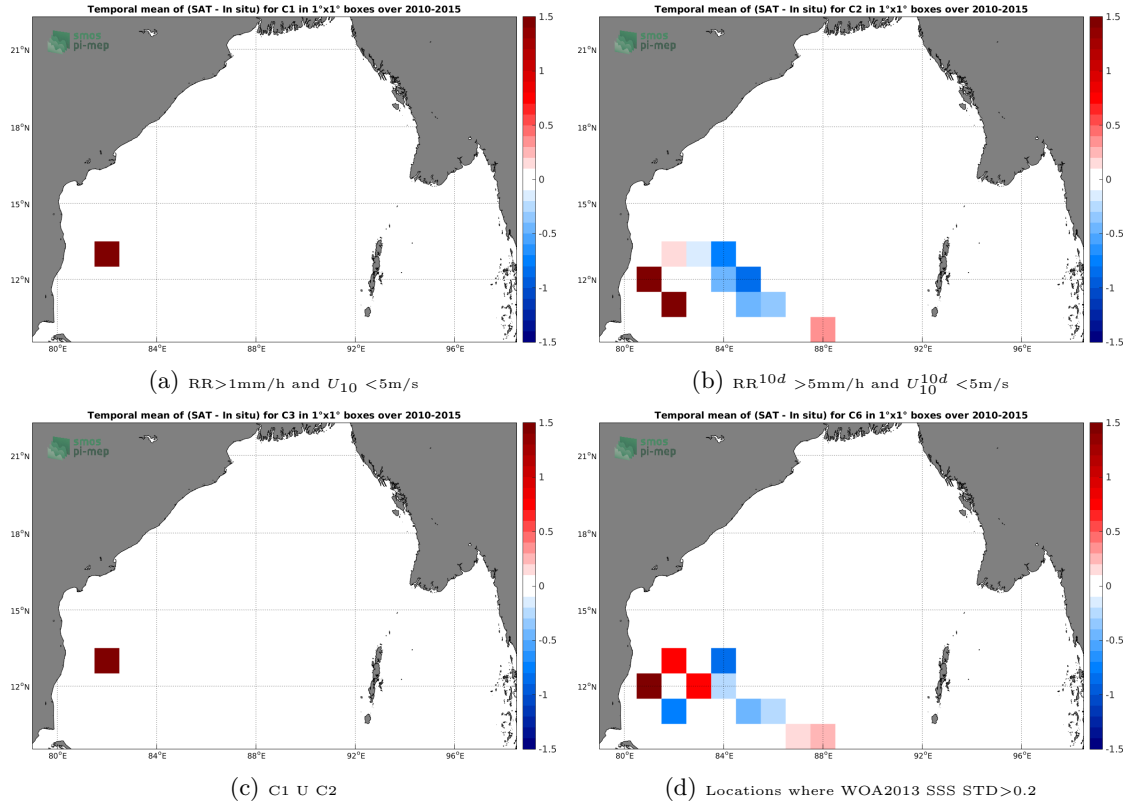 Temporal mean of (SAT - In situ) for C1 in 1°x1° boxes over 2010-2015
smos
pi-mep
21°N
18°N
15°N
12°N
80°E 84°E 88°E 92°E 96°E
1.5
1
0.5
0
-0.5
-1
-1.5
(a) RR>1mm/h and U10 <5m/s
Temporal mean of (SAT - In situ) for C2 in 1°x1° boxes over 2010-2015
smos
pi-mep
21°N
18°N
15°N
12°N
80°E 84°E 88°E 92°E 96°E
1.5
1
0.5
0
-0.5
-1
-1.5
(b) RR^10d >5mm/h and U10^10d <5m/s
Temporal mean of (SAT - In situ) for C3 in 1°x1° boxes over 2010-2015
smos
pi-mep
21°N
18°N
15°N
12°N
80°E 84°E 88°E 92°E 96°E
1.5
1
0.5
0
-0.5
-1
-1.5
(c) C1 U C2
Temporal mean of (SAT - In situ) for C6 in 1°x1° boxes over 2010-2015
smos
pi-mep
21°N
18°N
15°N
12°N
80°E 84°E 88°E 92°E 96°E
1.5
1
0.5
0
-0.5
-1
-1.5
(d) Locations where WOA2013 SSS STD>0.2